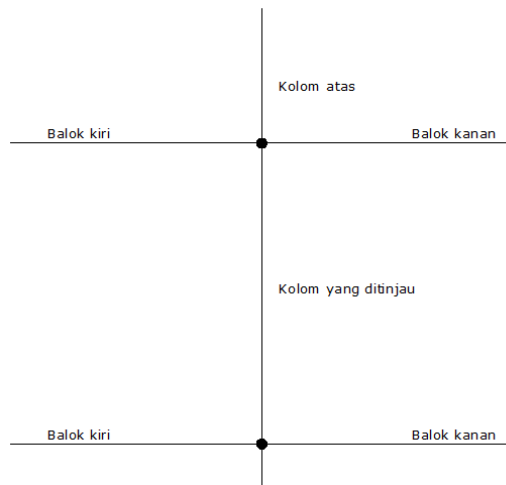 Kolom atas
Balok kiri
Balok kanan
Kolom yang ditinjau
Balok kiri
Balok kanan